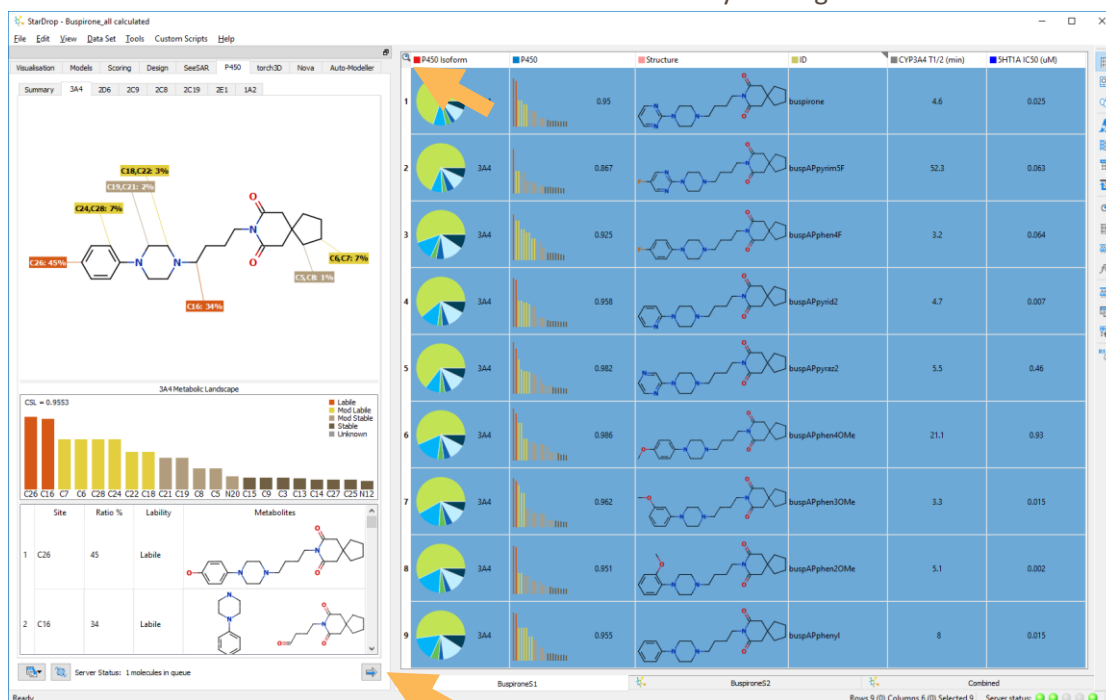 StarDrop - Buspirone_all calculated
File Edit View Data Set Tools Custom Scripts Help
Visualisation Models Scoring Design SeeSAR P450 torch3D Nova Auto-Modeller
Summary 3A4 2D6 2C9 2C8 2C19 2E1 1A2
C18,C22: 3%
C19,C21: 2%
C24,C28: 7%
C26: 45%
C16: 34%
C6,C7: 7%
C5,C8: 1%
3A4 Metabolic Landscape
CSL = 0.9553
Labile
Mod Labile
Mod Stable
Stable
Unknown
C26 C16 C7 C6 C28 C24 C22 C18 C21 C19 C8 C5 N20 C15 C9 C3 C13 C14 C27 C25 N12
Site Ratio % Lability Metabolites
1 C26 45 Labile
2 C16 34 Labile
Server Status: 1 molecules in queue
Ready
P450 Isoform P450 Structure ID CYP3A4 T1/2 (min) 5HT1A IC50 (uM)
1 0.95 buspirone 4.6 0.025
2 3A4 0.867 buspAPpyrim5F 52.3 0.063
3 3A4 0.925 buspAPphen4F 3.2 0.064
4 3A4 0.958 buspAPpyrid2 4.7 0.007
5 3A4 0.982 buspAPpyraz2 5.5 0.46
6 3A4 0.986 buspAPphen4OMe 21.1 0.93
7 3A4 0.962 buspAPphen3OMe 3.3 0.015
8 3A4 0.951 buspAPphen2OMe 5.1 0.002
9 3A4 0.955 buspAPphenyl 8 0.015
BuspironeS1 BuspironeS2 Combined
Rows 9 (0) Columns 6 (0) Selected 9 Server status: